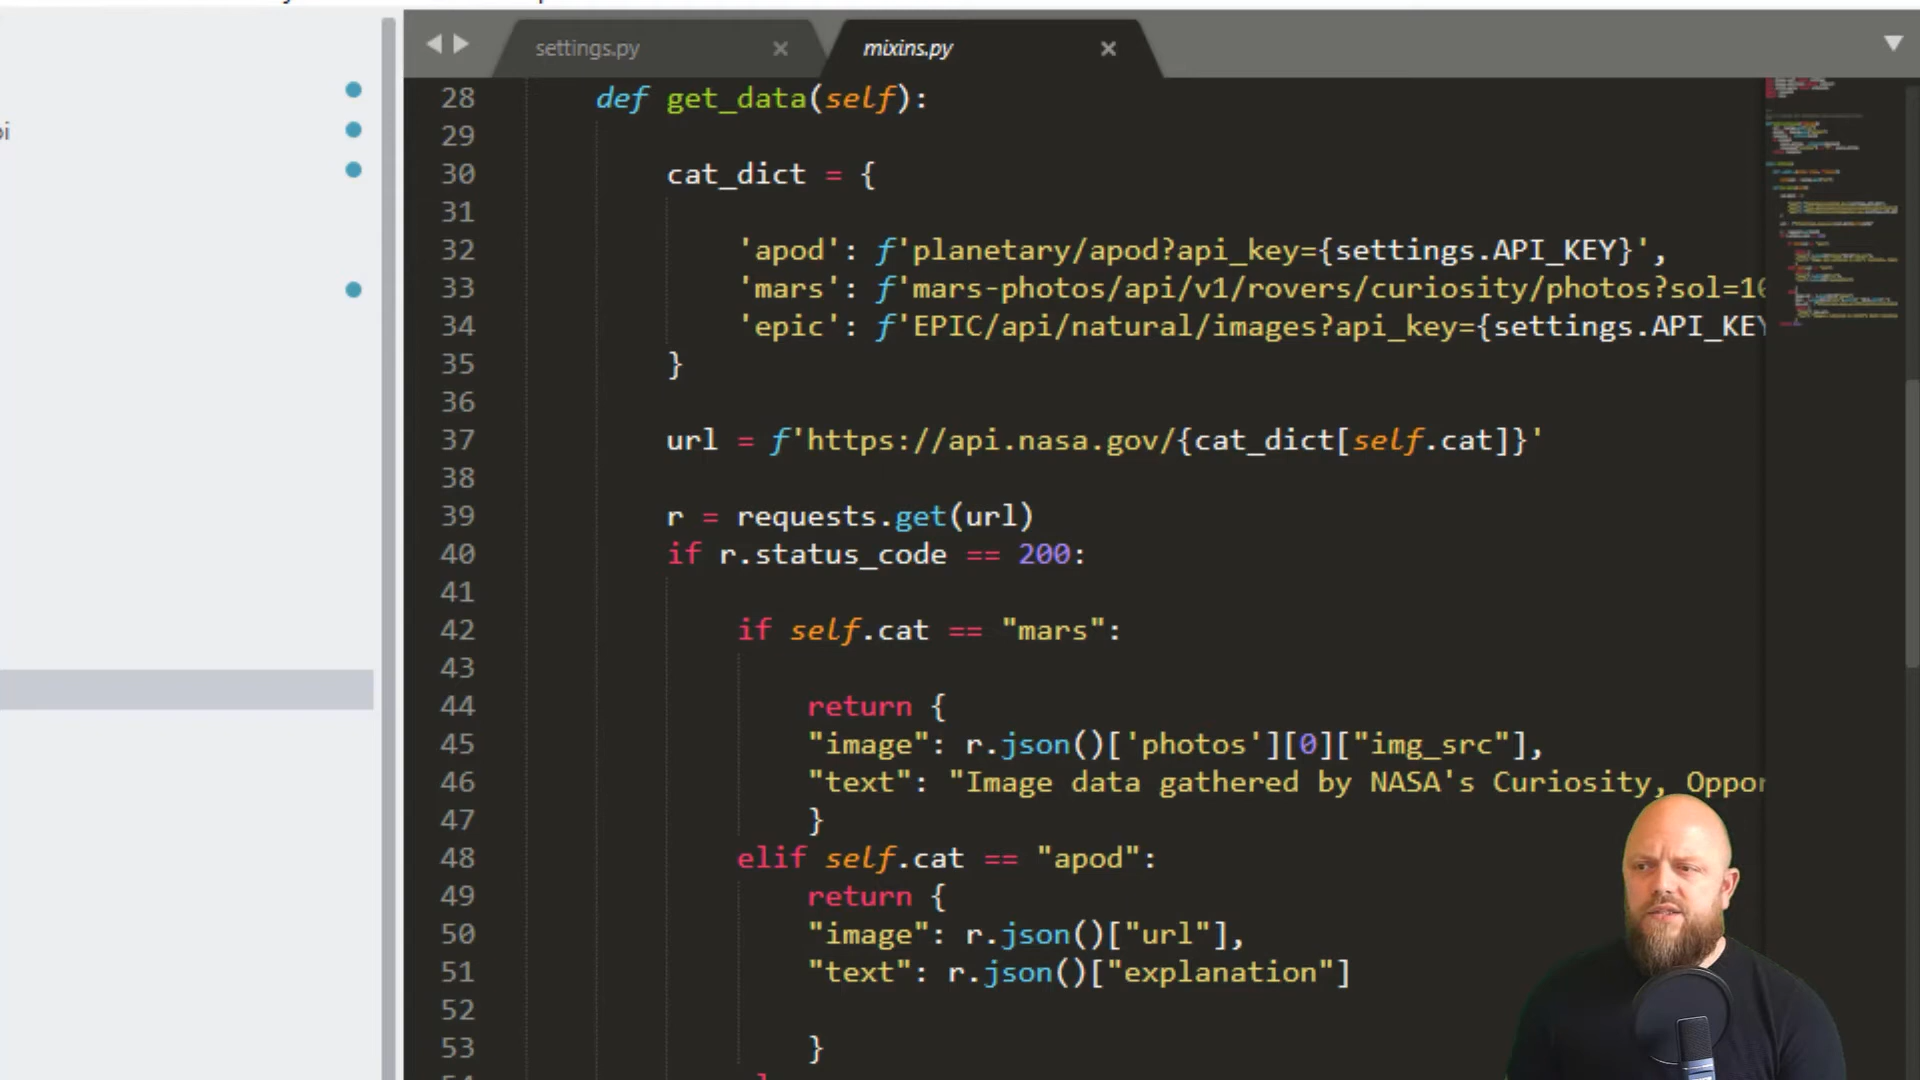 settings.py
mixins.py
28 def get_data(self):
29
30 cat_dict = {
31
32 'apod': f'planetary/apod?api_key={settings.API_KEY}',
33 'mars': f'mars-photos/api/v1/rovers/curiosity/photos?sol=10
34 'epic': f'EPIC/api/natural/images?api_key={settings.API_KEY
35 }
36
37 url = f'https://api.nasa.gov/{cat_dict[self.cat]}'
38
39 r = requests.get(url)
40 if r.status_code == 200:
41
42 if self.cat == "mars":
43
44 return {
45 "image": r.json()['photos'][0]["img_src"],
46 "text": "Image data gathered by NASA's Curiosity, Oppor
47 }
48 elif self.cat == "apod":
49 return {
50 "image": r.json()["url"],
51 "text": r.json()["explanation"]
52
53 }